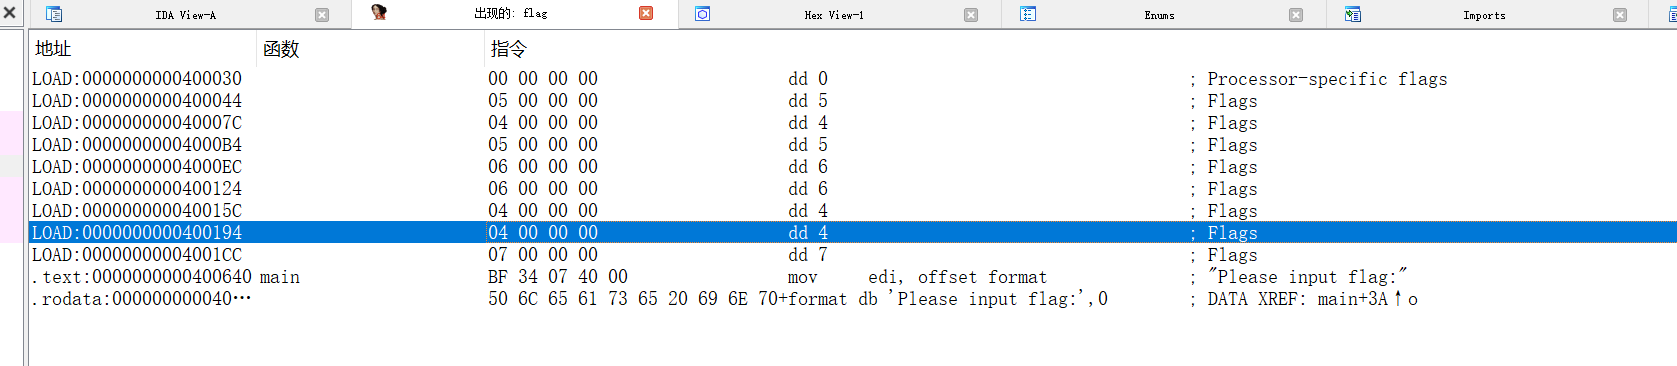 IDA View-A 出现的: flag Hex View-1 Enums Imports
地址 函数 指令
LOAD:0000000000400030 00 00 00 00 dd 0 ; Processor-specific flags
LOAD:0000000000400044 05 00 00 00 dd 5 ; Flags
LOAD:000000000040007C 04 00 00 00 dd 4 ; Flags
LOAD:00000000004000B4 05 00 00 00 dd 5 ; Flags
LOAD:00000000004000EC 06 00 00 00 dd 6 ; Flags
LOAD:0000000000400124 06 00 00 00 dd 6 ; Flags
LOAD:000000000040015C 04 00 00 00 dd 4 ; Flags
LOAD:0000000000400194 04 00 00 00 dd 4 ; Flags
LOAD:00000000004001CC 07 00 00 00 dd 7 ; Flags
.text:0000000000400640 main BF 34 07 40 00 mov edi, offset format ; "Please input flag:"
.rodata:000000000040… 50 6C 65 61 73 65 20 69 6E 70+format db 'Please input flag:',0 ; DATA XREF: main+3A↑o